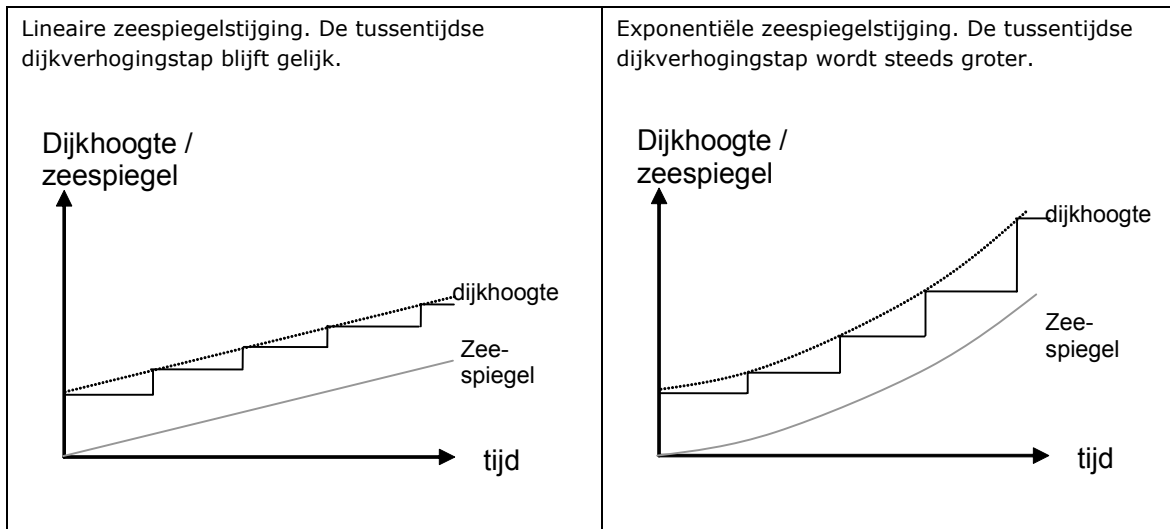 Lineaire zeespiegelstijging. De tussentijdse
dijkverhogingstap blijft gelijk.
Dijkhoogte /
zeespiegel
dijkhoogte
Zee-
spiegel
tijd
Exponentiële zeespiegelstijging. De tussentijdse
dijkverhogingstap wordt steeds groter.
Dijkhoogte /
zeespiegel
dijkhoogte
Zee-
spiegel
tijd